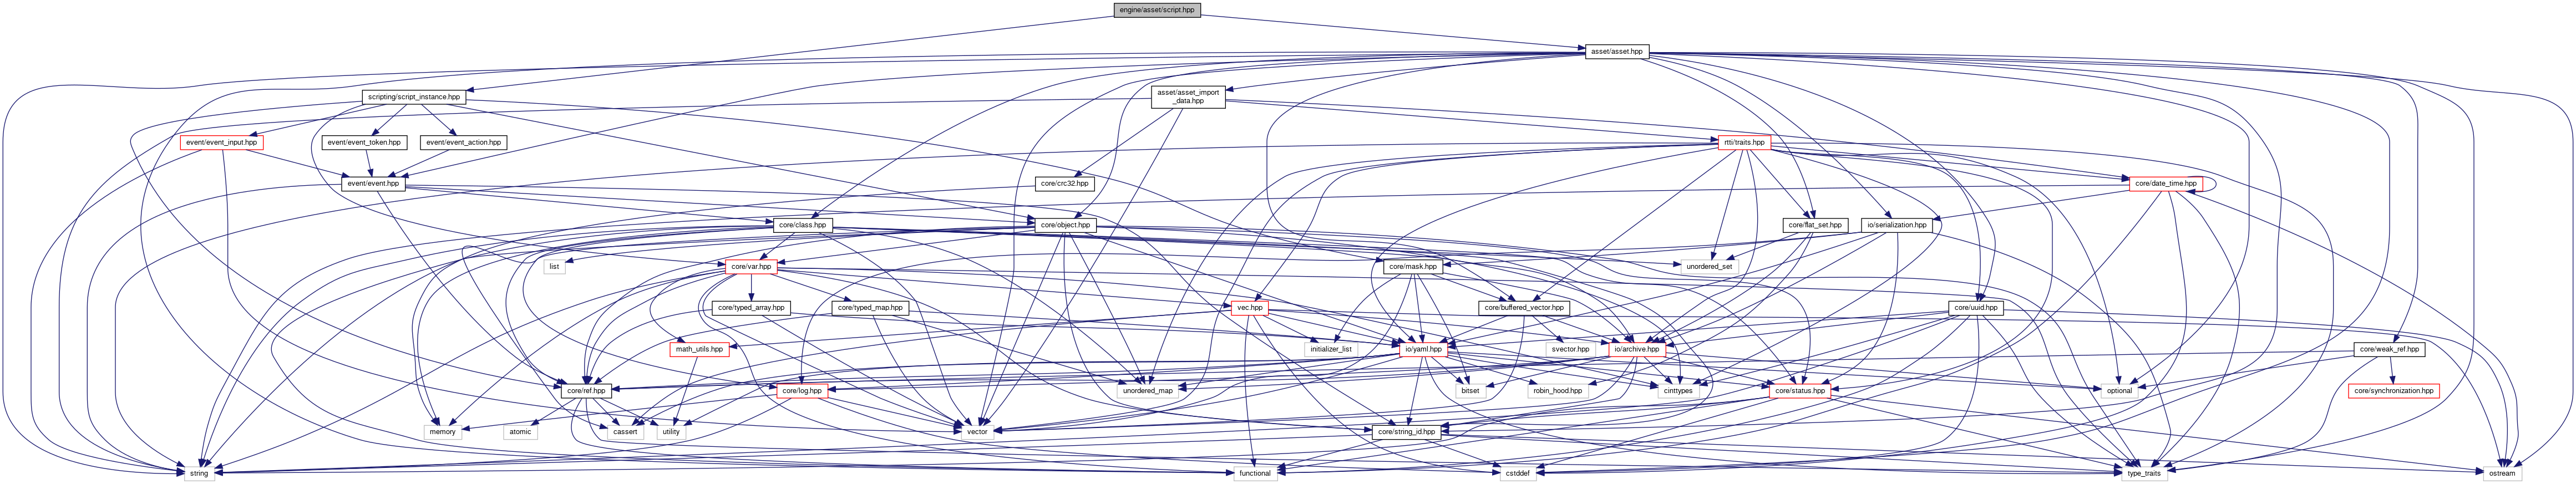 engine/asset/script.hpp
asset/asset.hpp
scripting/script_instance.hpp
asset/asset_import
_data.hpp
event/event_input.hpp
event/event_token.hpp
event/event_action.hpp
rtti/traits.hpp
event/event.hpp
core/crc32.hpp
core/date_time.hpp
core/class.hpp
core/object.hpp
core/flat_set.hpp
io/serialization.hpp
list
core/var.hpp
core/mask.hpp
unordered_set
core/typed_array.hpp
core/typed_map.hpp
vec.hpp
core/buffered_vector.hpp
core/uuid.hpp
math_utils.hpp
initializer_list
io/yaml.hpp
svector.hpp
io/archive.hpp
core/weak_ref.hpp
core/ref.hpp
core/log.hpp
unordered_map
bitset
robin_hood.hpp
cinttypes
core/status.hpp
optional
core/synchronization.hpp
memory
atomic
cassert
utility
vector
core/string_id.hpp
string
functional
cstddef
type_traits
ostream